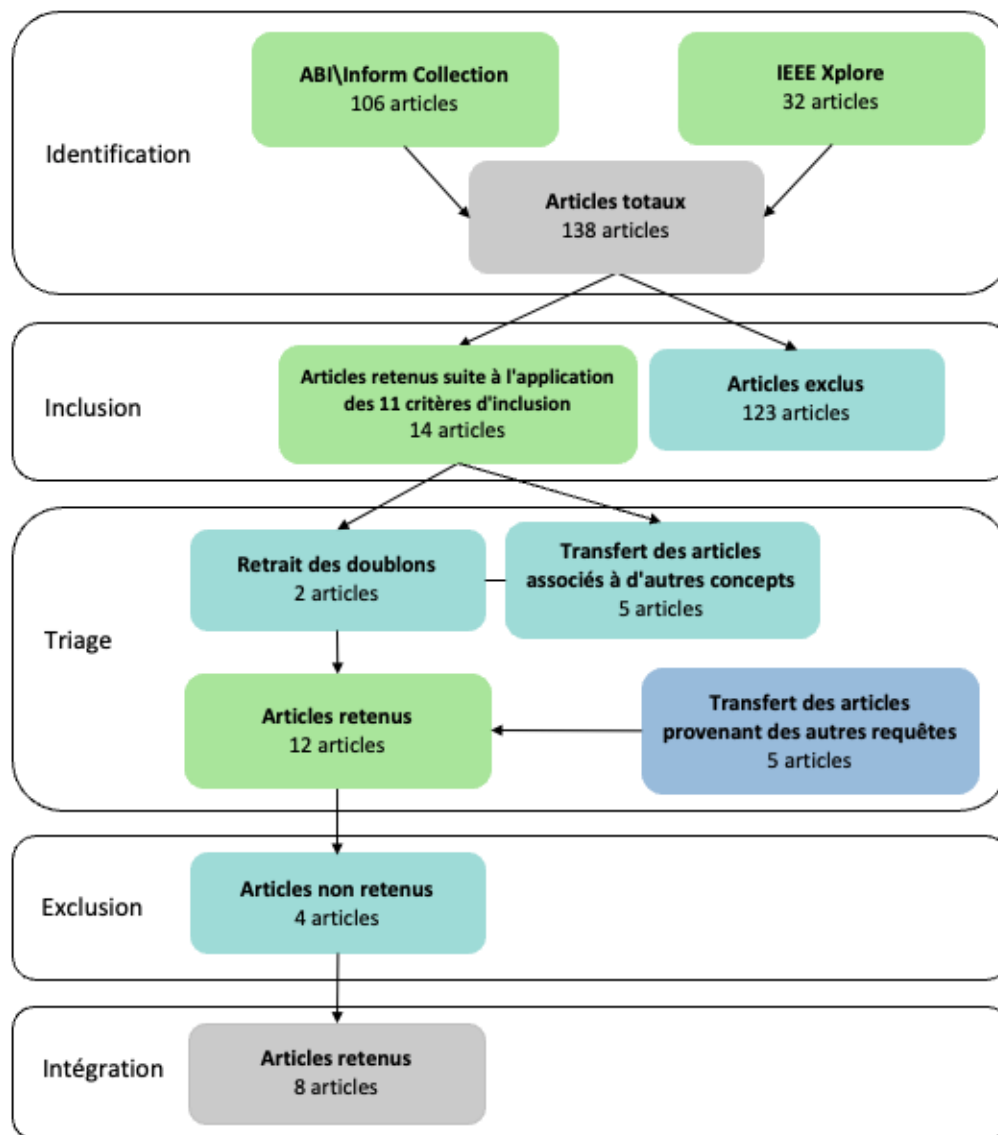 Identification
ABI\Inform Collection
106 articles
IEEE Xplore
32 articles
Articles totaux
138 articles
Inclusion
Articles retenus suite à l'application
des 11 critères d'inclusion
14 articles
Articles exclus
123 articles
Triage
Retrait des doublons
2 articles
Transfert des articles
associés à d'autres concepts
5 articles
Articles retenus
12 articles
Transfert des articles
provenant des autres requêtes
5 articles
Exclusion
Articles non retenus
4 articles
Intégration
Articles retenus
8 articles